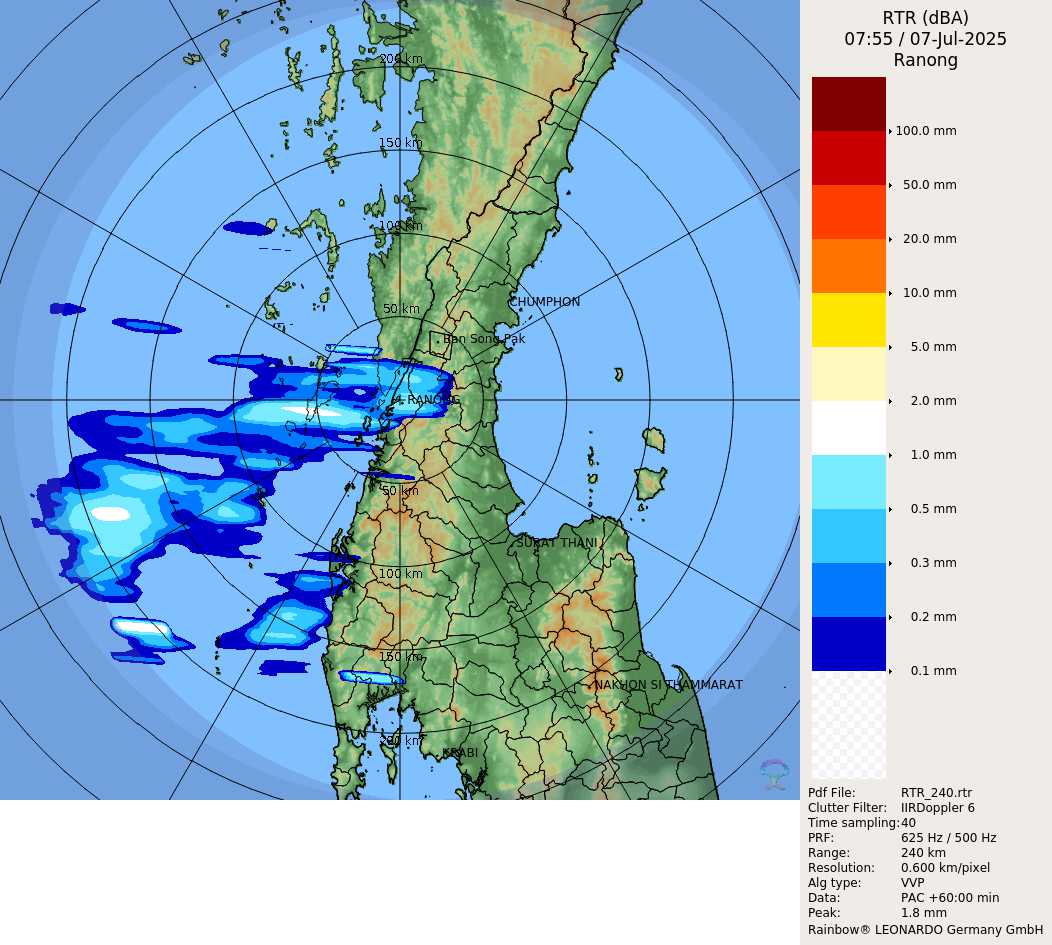 RTR (dBA)
07:55 / 07-Jul-2025
Ranong
200 km
150 km
100 km
50 km
CHUMPHON
Ban Song Pak
RANONG
50 km
SURAT THANI
100 km
150 km
NAKHON SI THAMMARAT
200 km
KRABI
100.0 mm
50.0 mm
20.0 mm
10.0 mm
5.0 mm
2.0 mm
1.0 mm
0.5 mm
0.3 mm
0.2 mm
0.1 mm
Pdf File: RTR_240.rtr
Clutter Filter: IIRDoppler 6
Time sampling:40
PRF: 625 Hz / 500 Hz
Range: 240 km
Resolution: 0.600 km/pixel
Alg type: VVP
Data: PAC +60:00 min
Peak: 1.8 mm
Rainbow® LEONARDO Germany GmbH